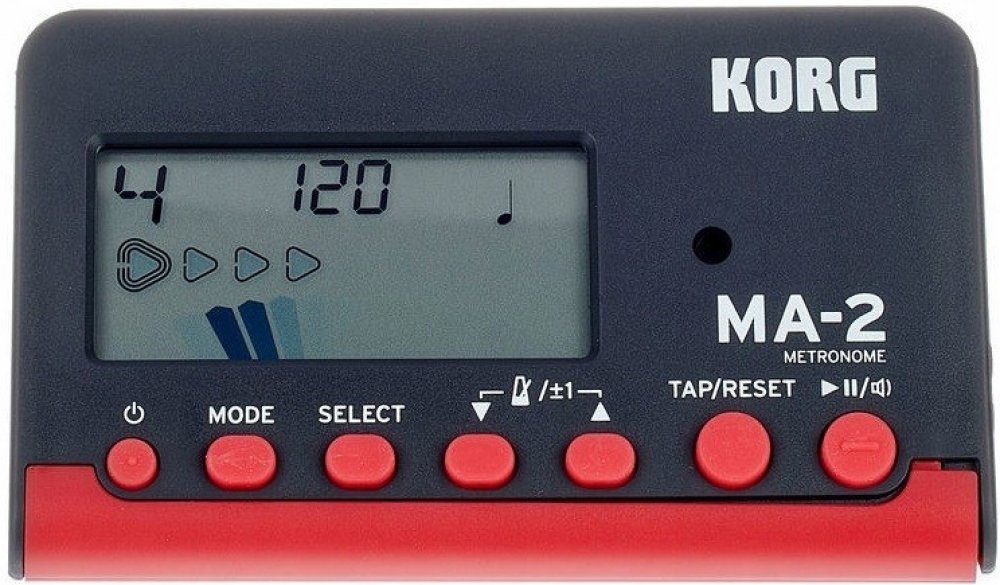 KORG
4 120
MA-2
METRONOME
MODE SELECT /±1 TAP/RESET /